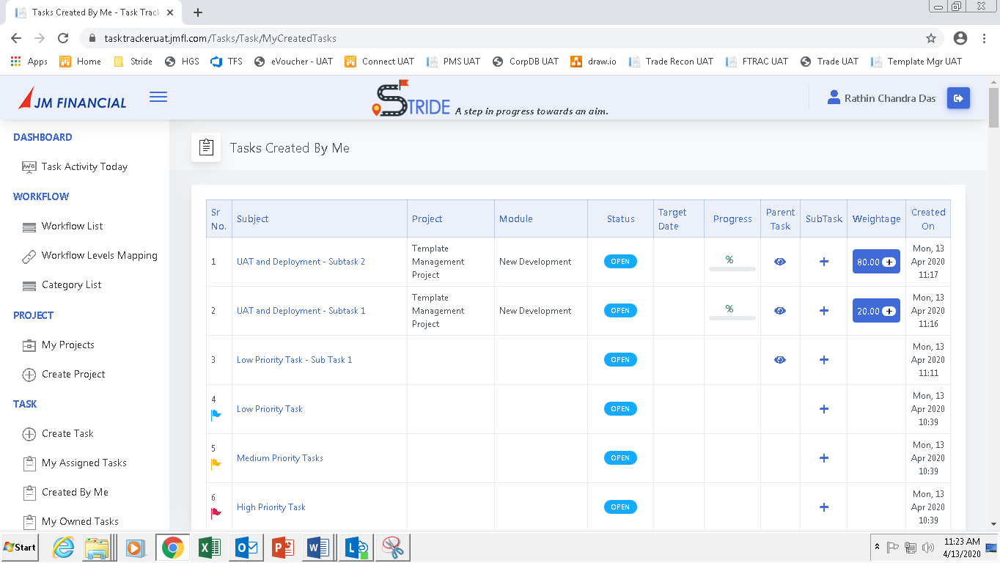 Tasks Created By Me - Task Track
tasktrackeruat.jmfl.com/Tasks/Task/MyCreatedTasks
Apps Home Stride HGS TFS eVoucher - UAT Connect UAT PMS UAT CorpDB UAT draw.io Trade Recon UAT FTRAC UAT Trade UAT Template Mgr UAT
JM FINANCIAL
STRIDE A step in progress towards an aim.
Rathin Chandra Das
DASHBOARD
Task Activity Today
WORKFLOW
Workflow List
Workflow Levels Mapping
Category List
PROJECT
My Projects
Create Project
TASK
Create Task
My Assigned Tasks
Created By Me
My Owned Tasks
Tasks Created By Me
Sr No. Subject Project Module Status Target Date Progress Parent Task SubTask Weightage Created On
1 UAT and Deployment - Subtask 2 Template Management Project New Development OPEN % 80.00 Mon, 13 Apr 2020 11:17
2 UAT and Deployment - Subtask 1 Template Management Project New Development OPEN % 20.00 Mon, 13 Apr 2020 11:16
3 Low Priority Task - Sub Task 1 OPEN Mon, 13 Apr 2020 11:11
4 Low Priority Task OPEN Mon, 13 Apr 2020 10:39
5 Medium Priority Tasks OPEN Mon, 13 Apr 2020 10:39
6 High Priority Task OPEN Mon, 13 Apr 2020 10:39
Start
11:23 AM
4/13/2020